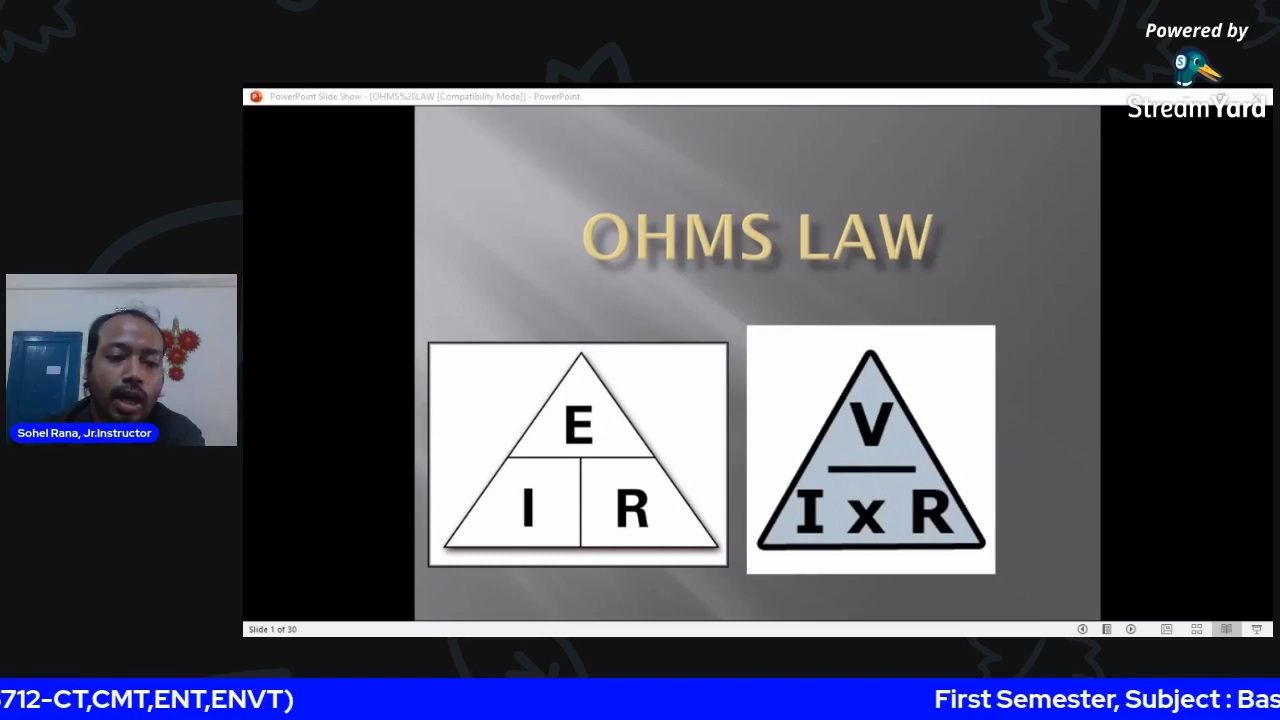 Powered by
StreamYard
PowerPoint Slide Show - [OHMS%20LAW [Compatibility Mode]] - PowerPoint
OHMS LAW
E
I R
V
I x R
Sohel Rana, Jr.Instructor
Slide 1 of 30
712-CT,CMT,ENT,ENVT)
First Semester, Subject : Bas